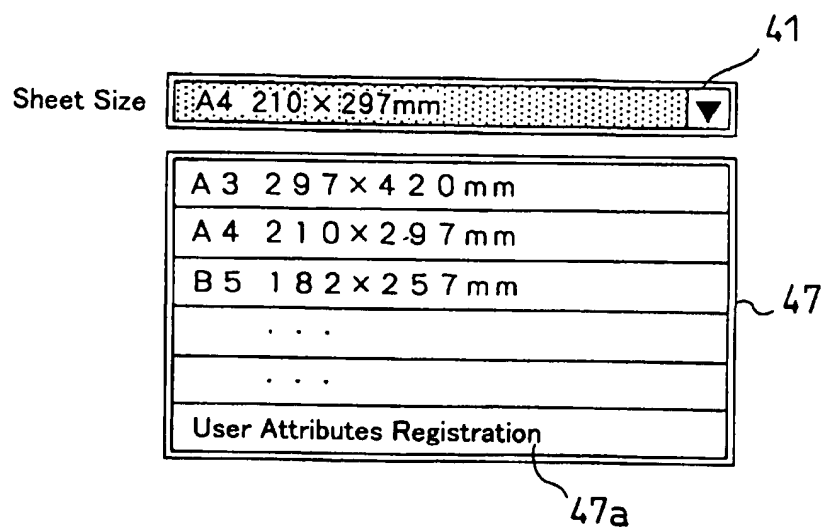 41
Sheet Size A4 210×297mm ▼
A3 297×420mm
A4 210×297mm
B5 182×257mm
47
. . .
. . .
User Attributes Registration
47a